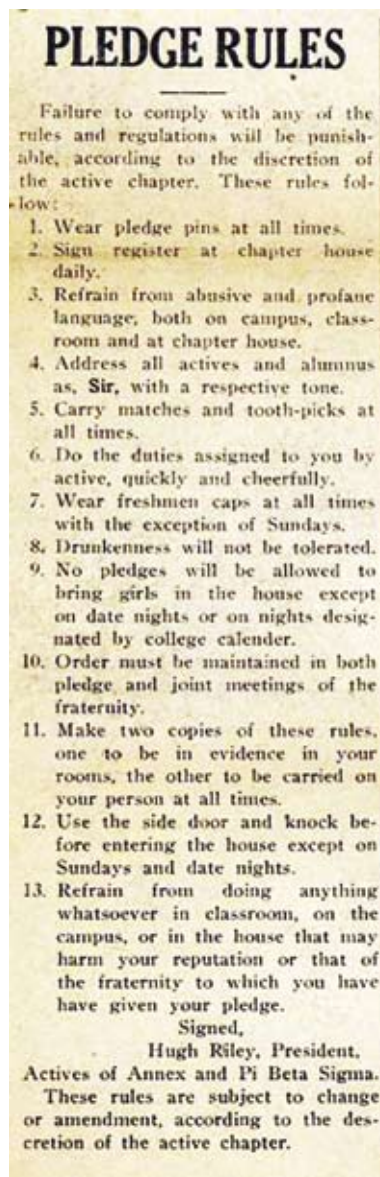 PLEDGE RULES
Failure to comply with any of the
rules and regulations will be punish-
able, according to the discretion of
the active chapter. These rules fol-
low:
1. Wear pledge pins at all times.
2. Sign register at chapter house
daily.
3. Refrain from abusive and profane
language, both on campus, class-
room and at chapter house.
4. Address all actives and alumnus
as, Sir, with a respective tone.
5. Carry matches and tooth-picks at
all times.
6. Do the duties assigned to you by
active, quickly and cheerfully.
7. Wear freshmen caps at all times
with the exception of Sundays.
8. Drunkenness will not be tolerated.
9. No pledges will be allowed to
bring girls in the house except
on date nights or on nights desig-
nated by college calender.
10. Order must be maintained in both
pledge and joint meetings of the
fraternity.
11. Make two copies of these rules,
one to be in evidence in your
rooms, the other to be carried on
your person at all times.
12. Use the side door and knock be-
fore entering the house except on
Sundays and date nights.
13. Refrain from doing anything
whatsoever in classroom, on the
campus, or in the house that may
harm your reputation or that of
the fraternity to which you have
have given your pledge.
Signed,
Hugh Riley, President,
Actives of Annex and Pi Beta Sigma.
These rules are subject to change
or amendment, according to the des-
cretion of the active chapter.